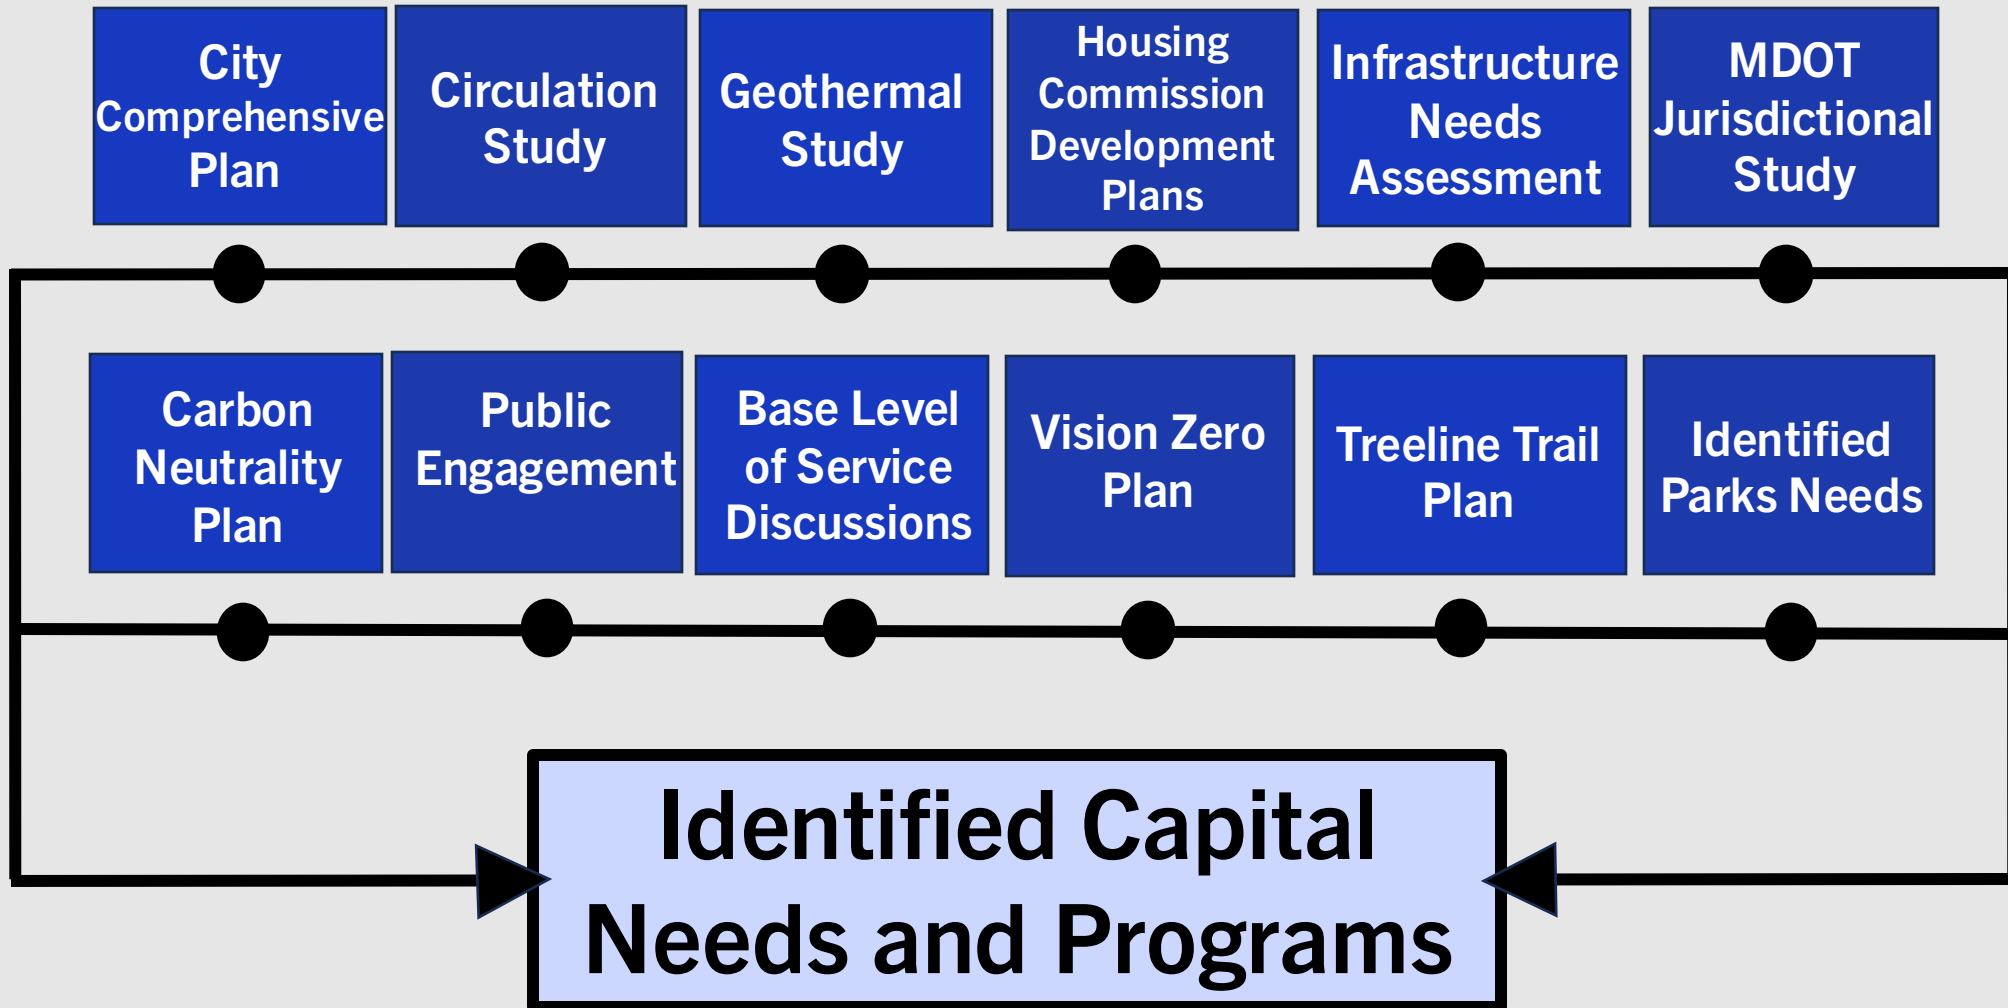 City
Comprehensive
Plan
Circulation
Study
Geothermal
Study
Housing
Commission
Development
Plans
Infrastructure
Needs
Assessment
MDOT
Jurisdictional
Study
Carbon
Neutrality
Plan
Public
Engagement
Base Level
of Service
Discussions
Vision Zero
Plan
Treeline Trail
Plan
Identified
Parks Needs
Identified Capital
Needs and Programs